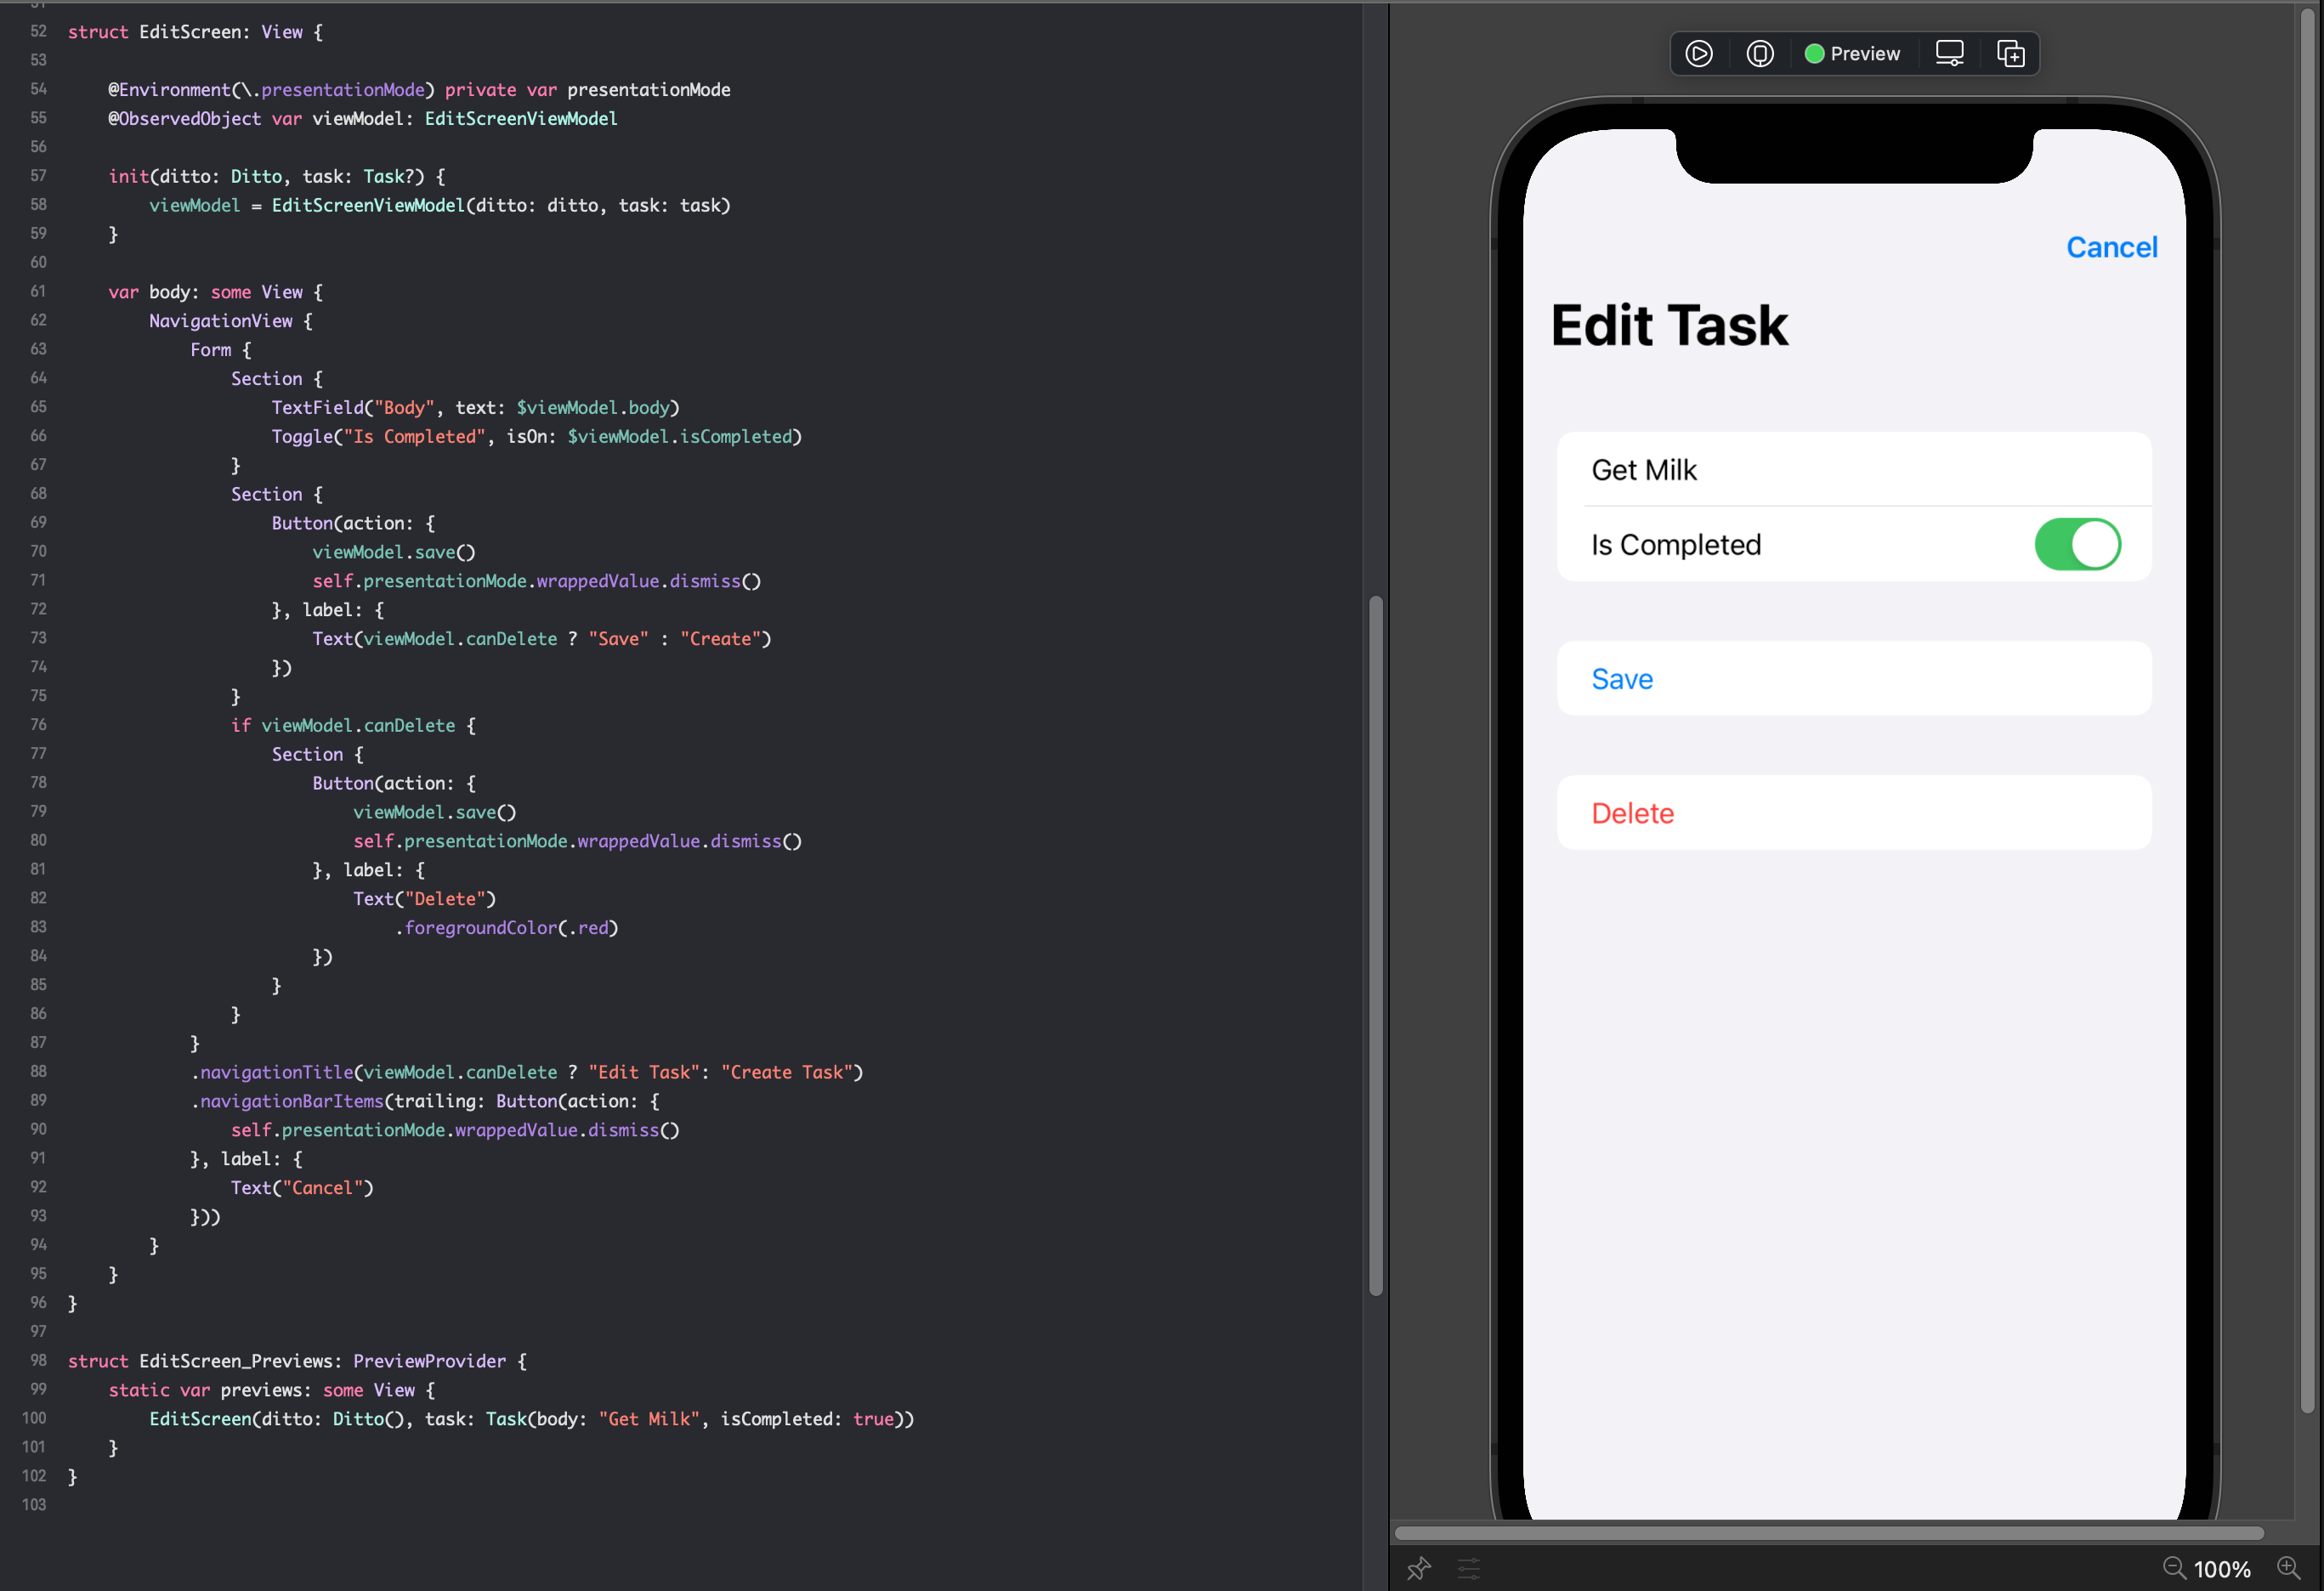 51
52 struct EditScreen: View {
53
54     @Environment(\.presentationMode) private var presentationMode
55     @ObservedObject var viewModel: EditScreenViewModel
56
57     init(ditto: Ditto, task: Task?) {
58         viewModel = EditScreenViewModel(ditto: ditto, task: task)
59     }
60
61     var body: some View {
62         NavigationView {
63             Form {
64                 Section {
65                     TextField("Body", text: $viewModel.body)
66                     Toggle("Is Completed", isOn: $viewModel.isCompleted)
67                 }
68                 Section {
69                     Button(action: {
70                         viewModel.save()
71                         self.presentationMode.wrappedValue.dismiss()
72                     }, label: {
73                         Text(viewModel.canDelete ? "Save" : "Create")
74                     })
75                 }
76                 if viewModel.canDelete {
77                     Section {
78                         Button(action: {
79                             viewModel.save()
80                             self.presentationMode.wrappedValue.dismiss()
81                         }, label: {
82                             Text("Delete")
83                                 .foregroundColor(.red)
84                         })
85                     }
86                 }
87             }
88             .navigationTitle(viewModel.canDelete ? "Edit Task": "Create Task")
89             .navigationBarItems(trailing: Button(action: {
90                 self.presentationMode.wrappedValue.dismiss()
91             }, label: {
92                 Text("Cancel")
93             }))
94         }
95     }
96 }
97
98 struct EditScreen_Previews: PreviewProvider {
99     static var previews: some View {
100         EditScreen(ditto: Ditto(), task: Task(body: "Get Milk", isCompleted: true))
101     }
102 }
103
Preview
Cancel
Edit Task
Get Milk
Is Completed
Save
Delete
100%